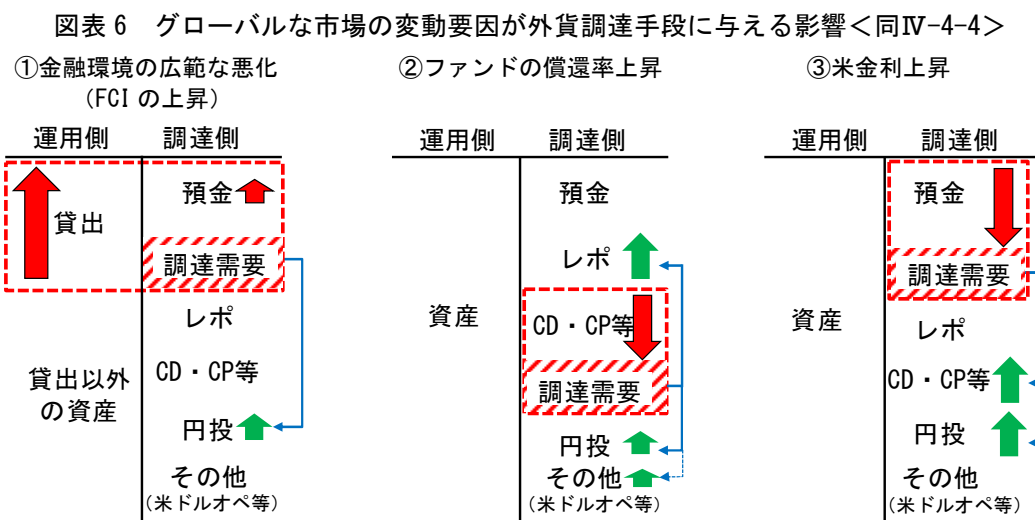 図表6　グローバルな市場の変動要因が外貨調達手段に与える影響＜同Ⅳ-4-4＞
①金融環境の広範な悪化
（FCIの上昇）
運用側
調達側
貸出
預金
調達需要
レポ
貸出以外
の資産
CD・CP等
円投
その他
（米ドルオペ等）
②ファンドの償還率上昇
運用側
調達側
資産
預金
レポ
CD・CP等
調達需要
円投
その他
（米ドルオペ等）
③米金利上昇
運用側
調達側
資産
預金
調達需要
レポ
CD・CP等
円投
その他
（米ドルオペ等）